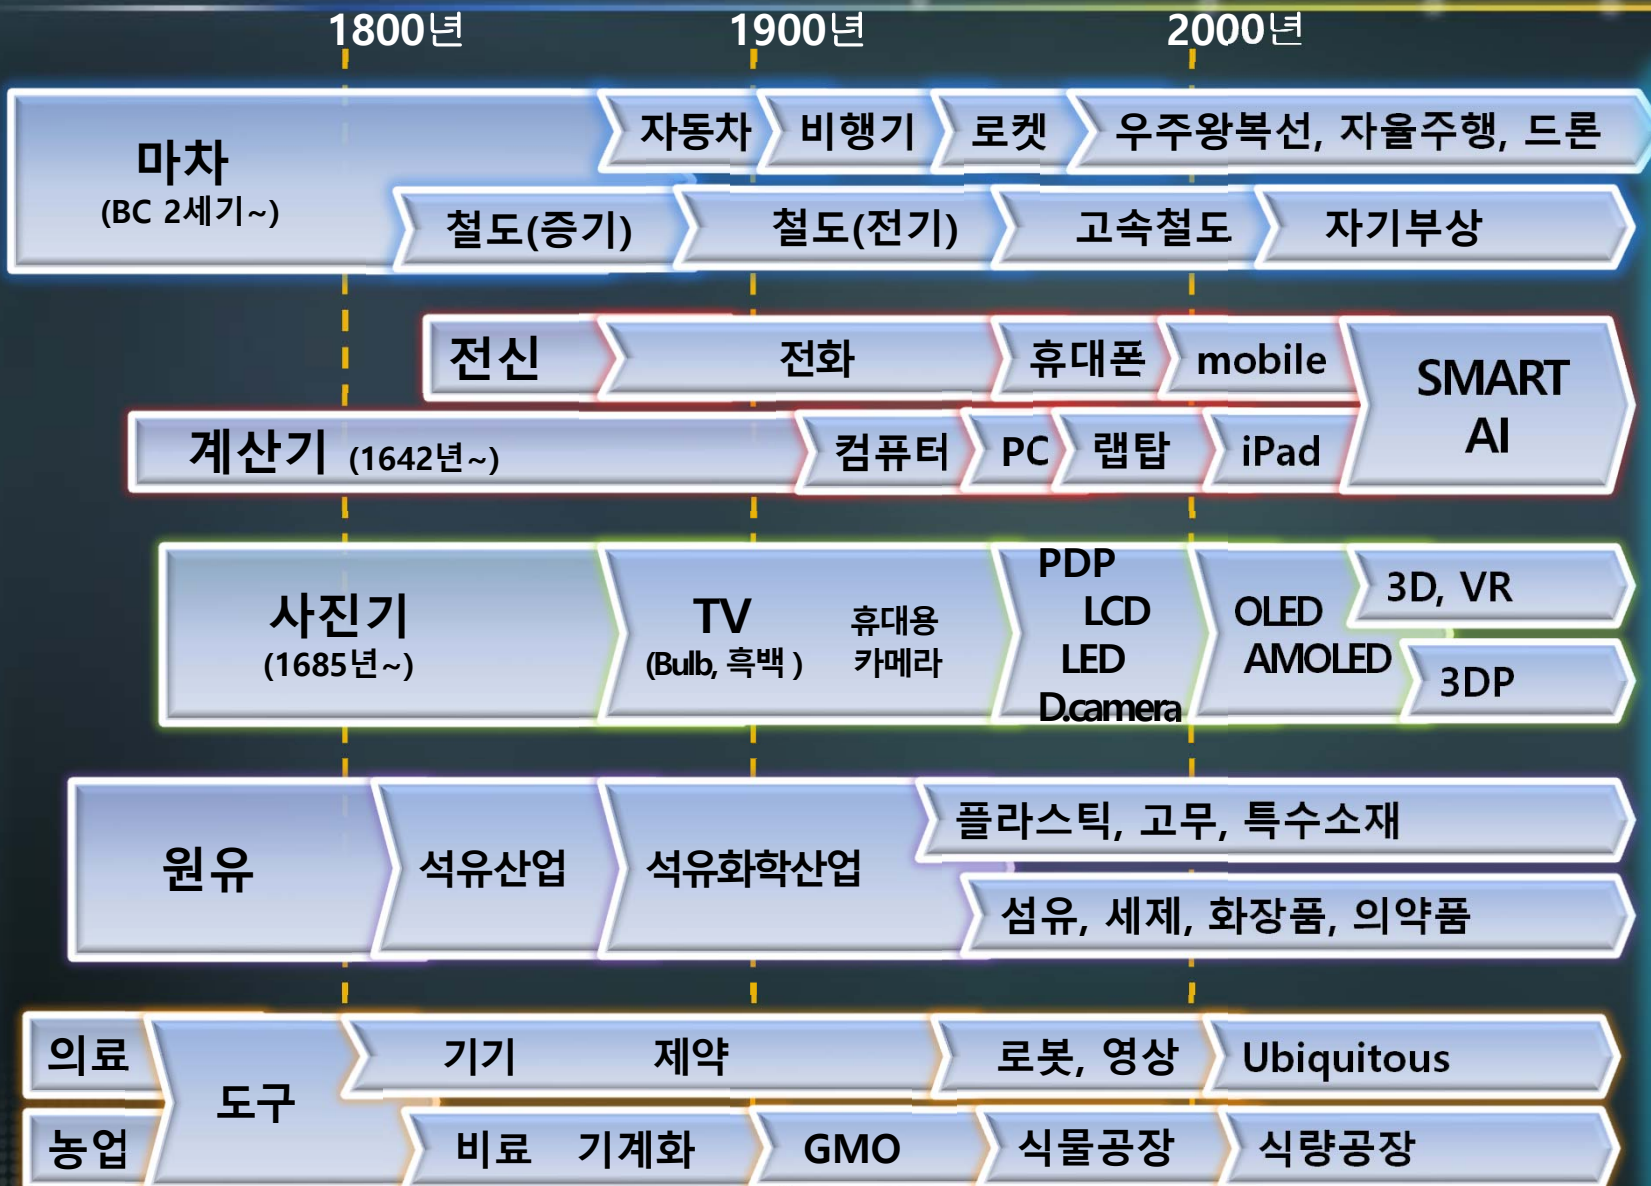 1800년 1900년 2000년
자동차 비행기 로켓 우주왕복선, 자율주행, 드론
마차
(BC 2세기~)
철도(증기) 철도(전기) 고속철도 자기부상
전신 전화 휴대폰 mobile
SMART
AI
계산기 (1642년~) 컴퓨터 PC 랩탑 iPad
사진기
(1685년~)
TV
(Bulb, 흑백 )
휴대용
카메라
PDP
LCD
LED
D.camera
OLED
AMOLED
3D, VR
3DP
원유 석유산업 석유화학산업
플라스틱, 고무, 특수소재
섬유, 세제, 화장품, 의약품
의료
농업
도구
기기 제약 로봇, 영상 Ubiquitous
비료 기계화 GMO 식물공장 식량공장